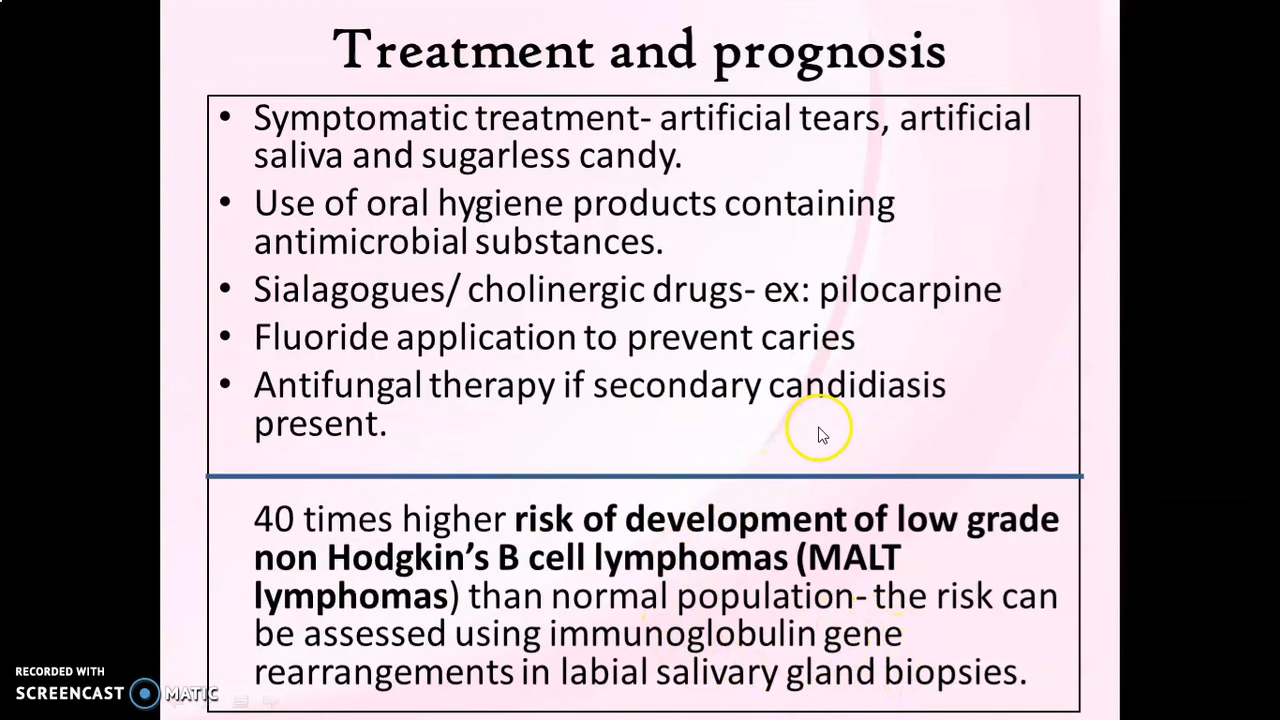 Treatment and prognosis
• Symptomatic treatment- artificial tears, artificial
saliva and sugarless candy.
• Use of oral hygiene products containing
antimicrobial substances.
• Sialagogues/ cholinergic drugs- ex: pilocarpine
• Fluoride application to prevent caries
• Antifungal therapy if secondary candidiasis
present.
40 times higher risk of development of low grade
non Hodgkin’s B cell lymphomas (MALT
lymphomas) than normal population- the risk can
be assessed using immunoglobulin gene
rearrangements in labial salivary gland biopsies.
RECORDED WITH
SCREENCAST MATIC